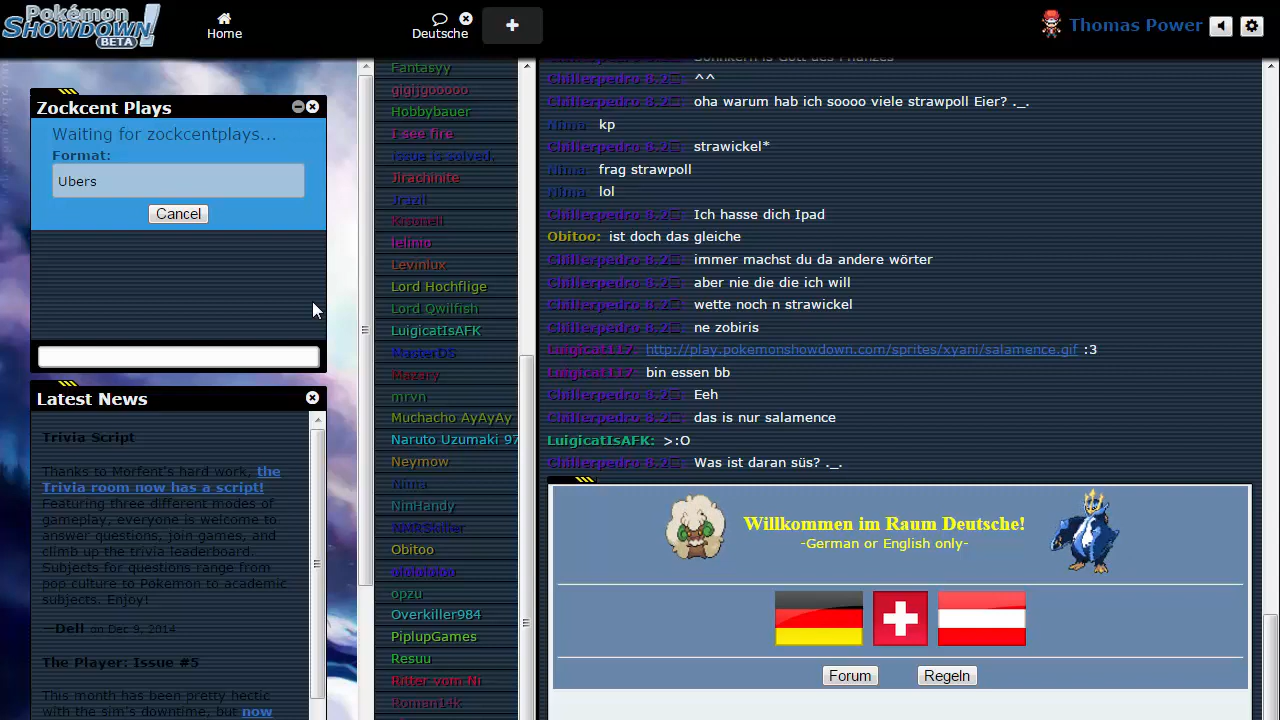 Pokémon
SHOWDOWN!
BETA
Home
Deutsche
+
Thomas Power
Zockcent Plays
Waiting for zockcentplays...
Format:
Ubers
Cancel
Latest News
Trivia Script
Thanks to Morfent's hard work, the
Trivia room now has a script!
Featuring three different modes of
gameplay, everyone is welcome to
answer questions, join games, and
climb up the trivia leaderboard.
Subjects for questions range from
pop culture to Pokemon to academic
subjects. Enjoy!
—Dell on Dec 9, 2014
The Player: Issue #5
This month has been pretty hectic
with the sim's downtime, but now
Fantasyy
gigijgooooo
Hobbybauer
I see fire
issue is solved.
Jirachinite
Jrazil
lelimo
Levinlux
Lord Hochflige
Lord Qwilfish
LuigicatIsAFK
MasterDS
Mazary
mrvn
Muchacho AyAyAy
Naruto Uzumaki 97
Neymow
Nima
NmHandy
NMRSkiller
Obitoo
ololololou
opzu
Overkiller984
PiplupGames
Resuu
Ritter vom Ni
Roman14k
Sonnkern is Gott des Pflanzes
Chillerpedro 8.2 ^^
oha warum hab ich soooo viele strawpoll Eier? ._.
Nima kp
Chillerpedro 8.2 strawickel*
Nima frag strawpoll
Nima lol
Chillerpedro 8.2 Ich hasse dich Ipad
Obitoo: ist doch das gleiche
Chillerpedro 8.2 immer machst du da andere wörter
Chillerpedro 8.2 aber nie die die ich will
Chillerpedro 8.2 wette noch n strawickel
Chillerpedro 8.2 ne zobiris
Luigicat117 http://play.pokemonshowdown.com/sprites/xyani/salamence.gif :3
Luigicat117 bin essen bb
Chillerpedro 8.2 Eeh
Chillerpedro 8.2 das is nur salamence
LuigicatIsAFK: >:O
Chillerpedro 8.2 Was ist daran süs? ._.
Willkommen im Raum Deutsche!
-German or English only-
Forum Regeln